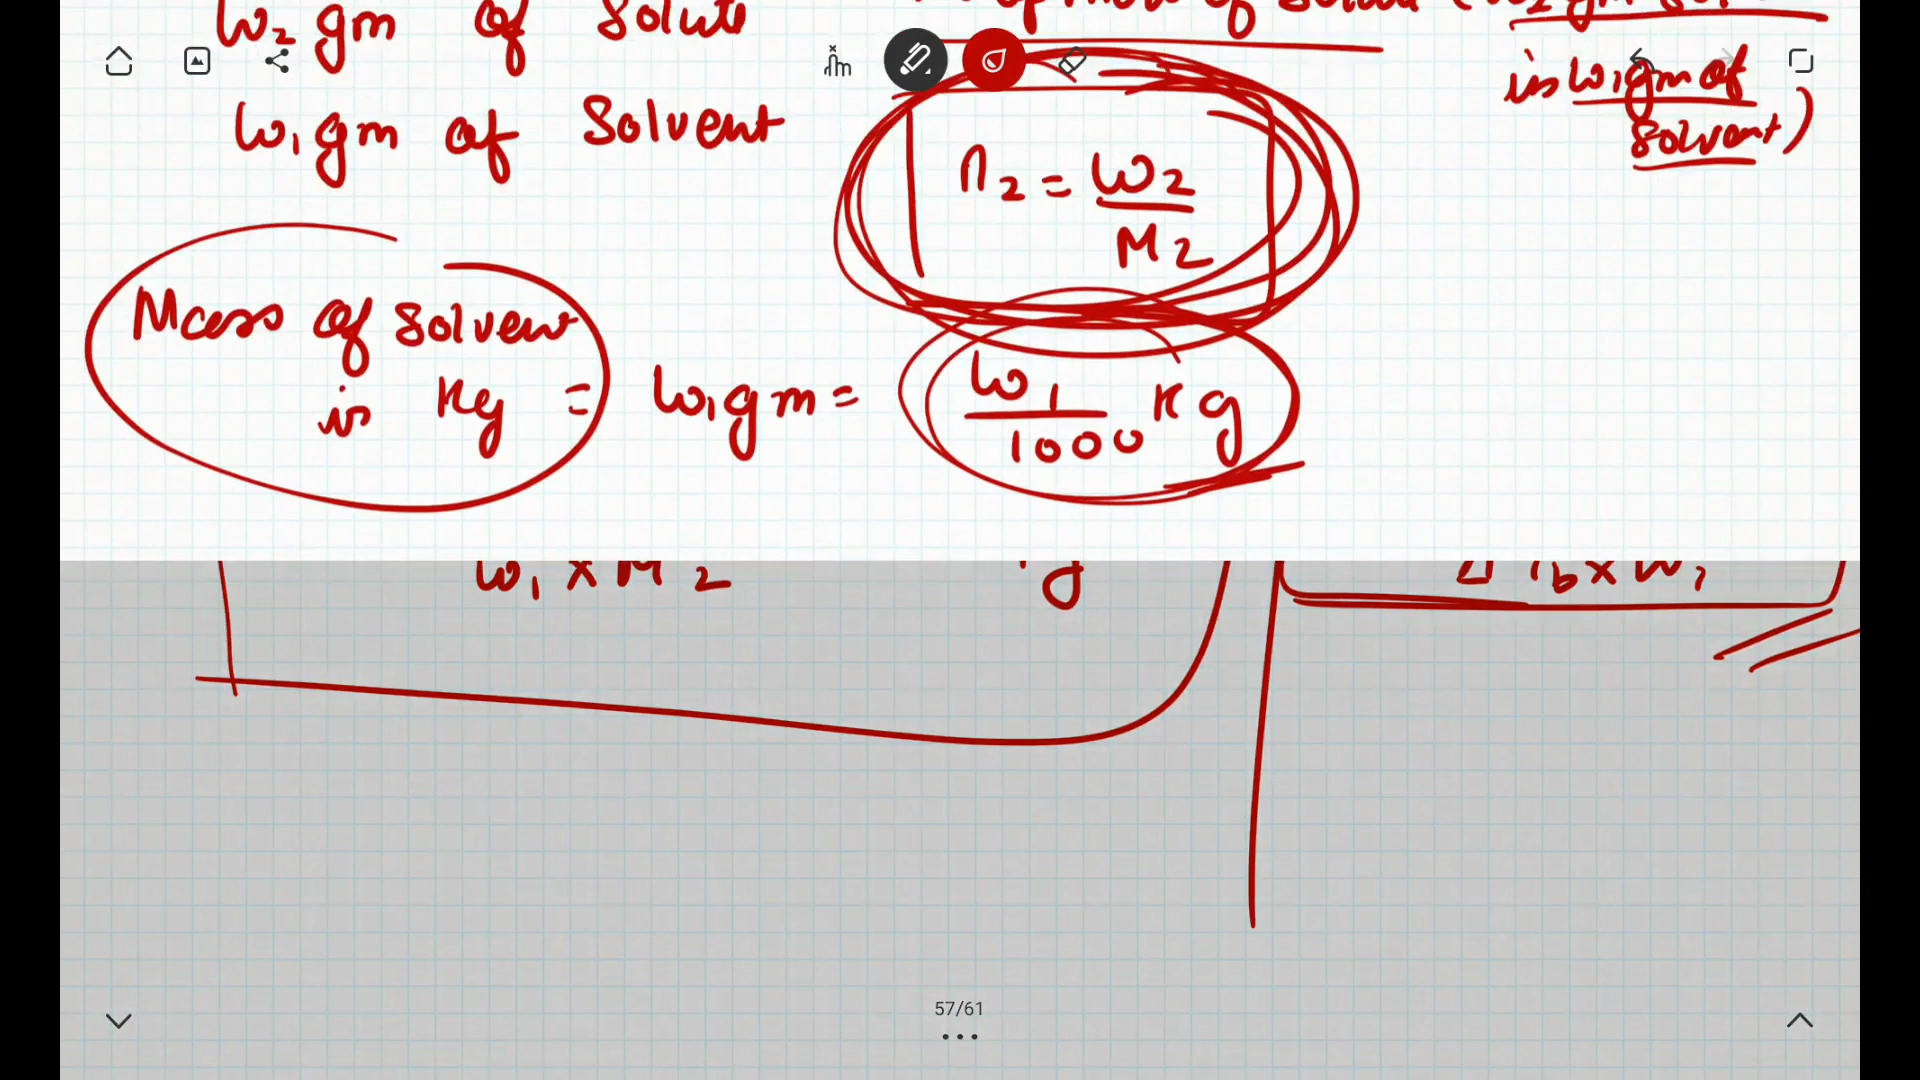 w₂ gm of solute
w₁ gm of solvent
is w₁ gm of
solvent)
n₂ = w₂
M₂
Mass of solvent
in Kg = w₁ gm = w₁ Kg
1000
w₁ × M₂
57/61